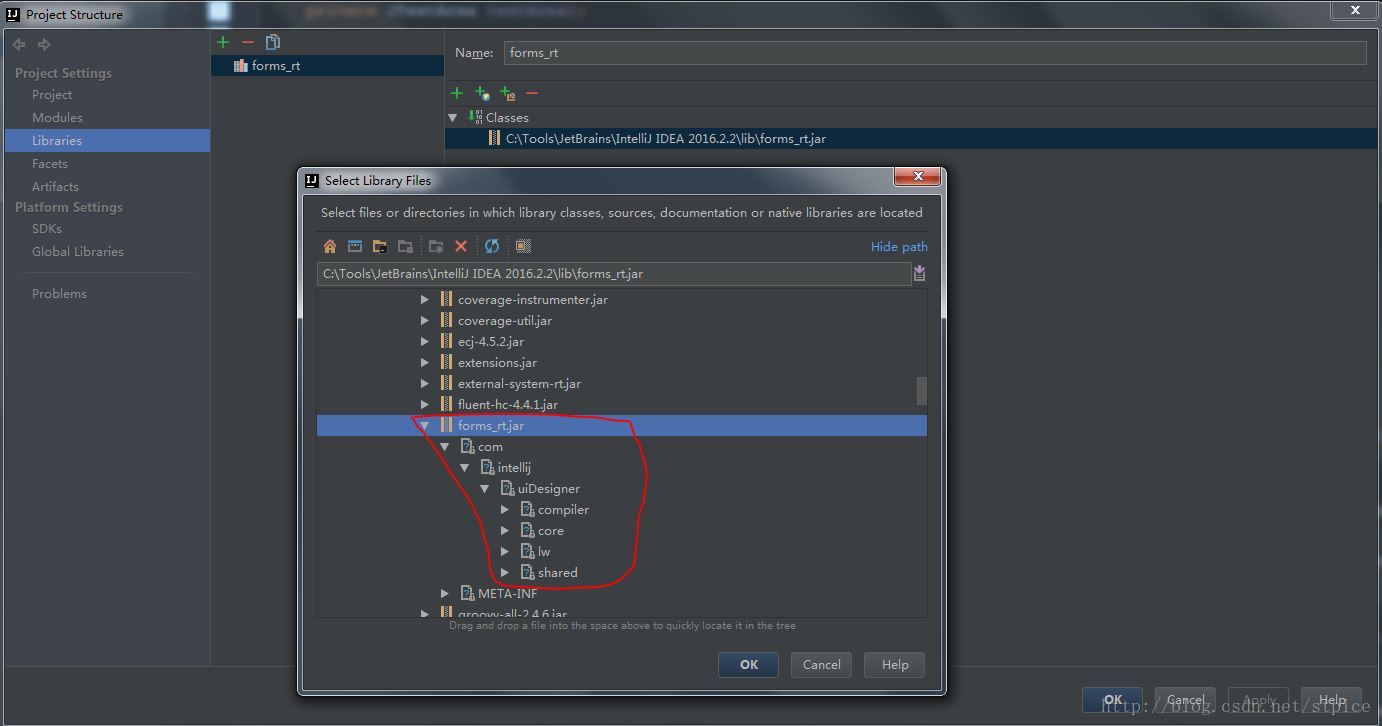 Project Structure
Project Settings
Project
Modules
Libraries
Facets
Artifacts
Platform Settings
SDKs
Global Libraries
Problems
forms_rt
Name: forms_rt
Classes
C:\Tools\JetBrains\IntelliJ IDEA 2016.2.2\lib\forms_rt.jar
Select Library Files
Select files or directories in which library classes, sources, documentation or native libraries are located
Hide path
C:\Tools\JetBrains\IntelliJ IDEA 2016.2.2\lib\forms_rt.jar
coverage-instrumenter.jar
coverage-util.jar
ecj-4.5.2.jar
extensions.jar
external-system-rt.jar
fluent-hc-4.4.1.jar
forms_rt.jar
com
intellij
uiDesigner
compiler
core
lw
shared
META-INF
groovy-all-2.4.6.jar
Drag and drop a file into the space above to quickly locate it in the tree
OK Cancel Help
OK Cancel Apply Help
http://blog.csdn.net/stpice